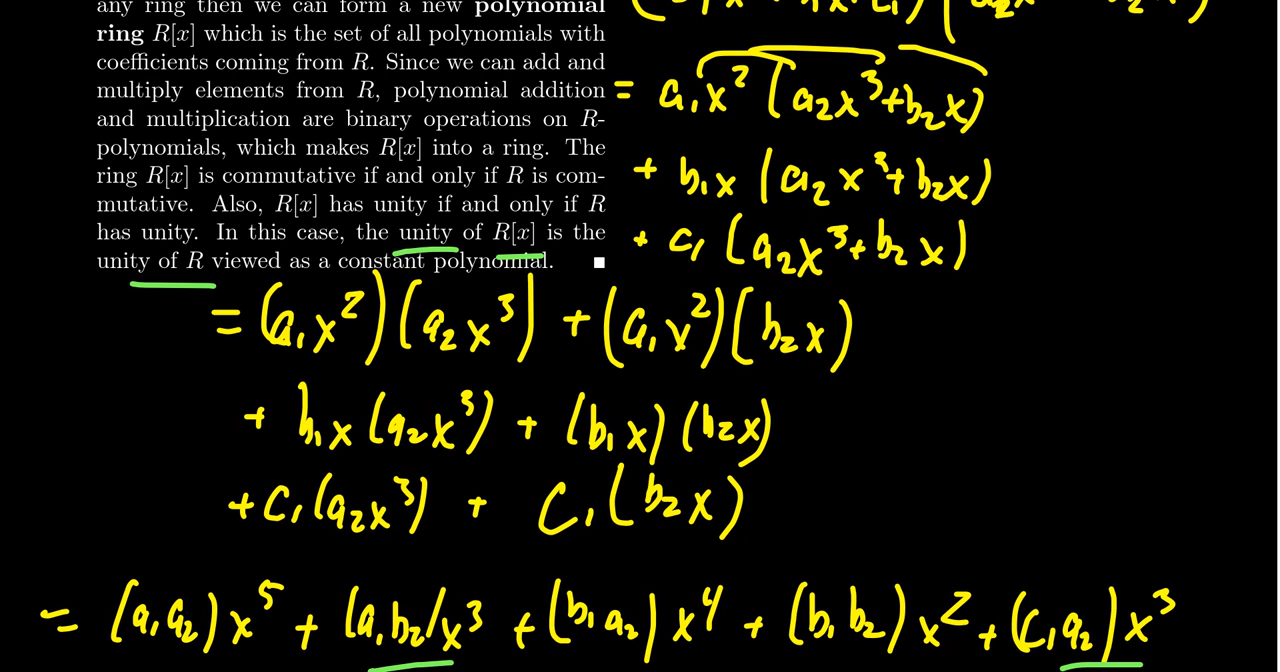 any ring then we can form a new polynomial
ring R[x] which is the set of all polynomials with
coefficients coming from R. Since we can add and
multiply elements from R, polynomial addition
and multiplication are binary operations on R-
polynomials, which makes R[x] into a ring. The
ring R[x] is commutative if and only if R is com-
mutative. Also, R[x] has unity if and only if R
has unity. In this case, the unity of R[x] is the
unity of R viewed as a constant polynomial. ■
= a₁x² (a₂x³+b₂x)
+ b₁x (a₂x³+b₂x)
+ c₁ (a₂x³+b₂x)
= (a₁x²)(a₂x³) + (a₁x²)(b₂x)
+ b₁x(a₂x³) + (b₁x)(b₂x)
+ c₁(a₂x³) + c₁(b₂x)
= (a₁a₂)x⁵ + (a₁b₂)x³ + (b₁a₂)x⁴ + (b₁b₂)x² + (c₁a₂)x³